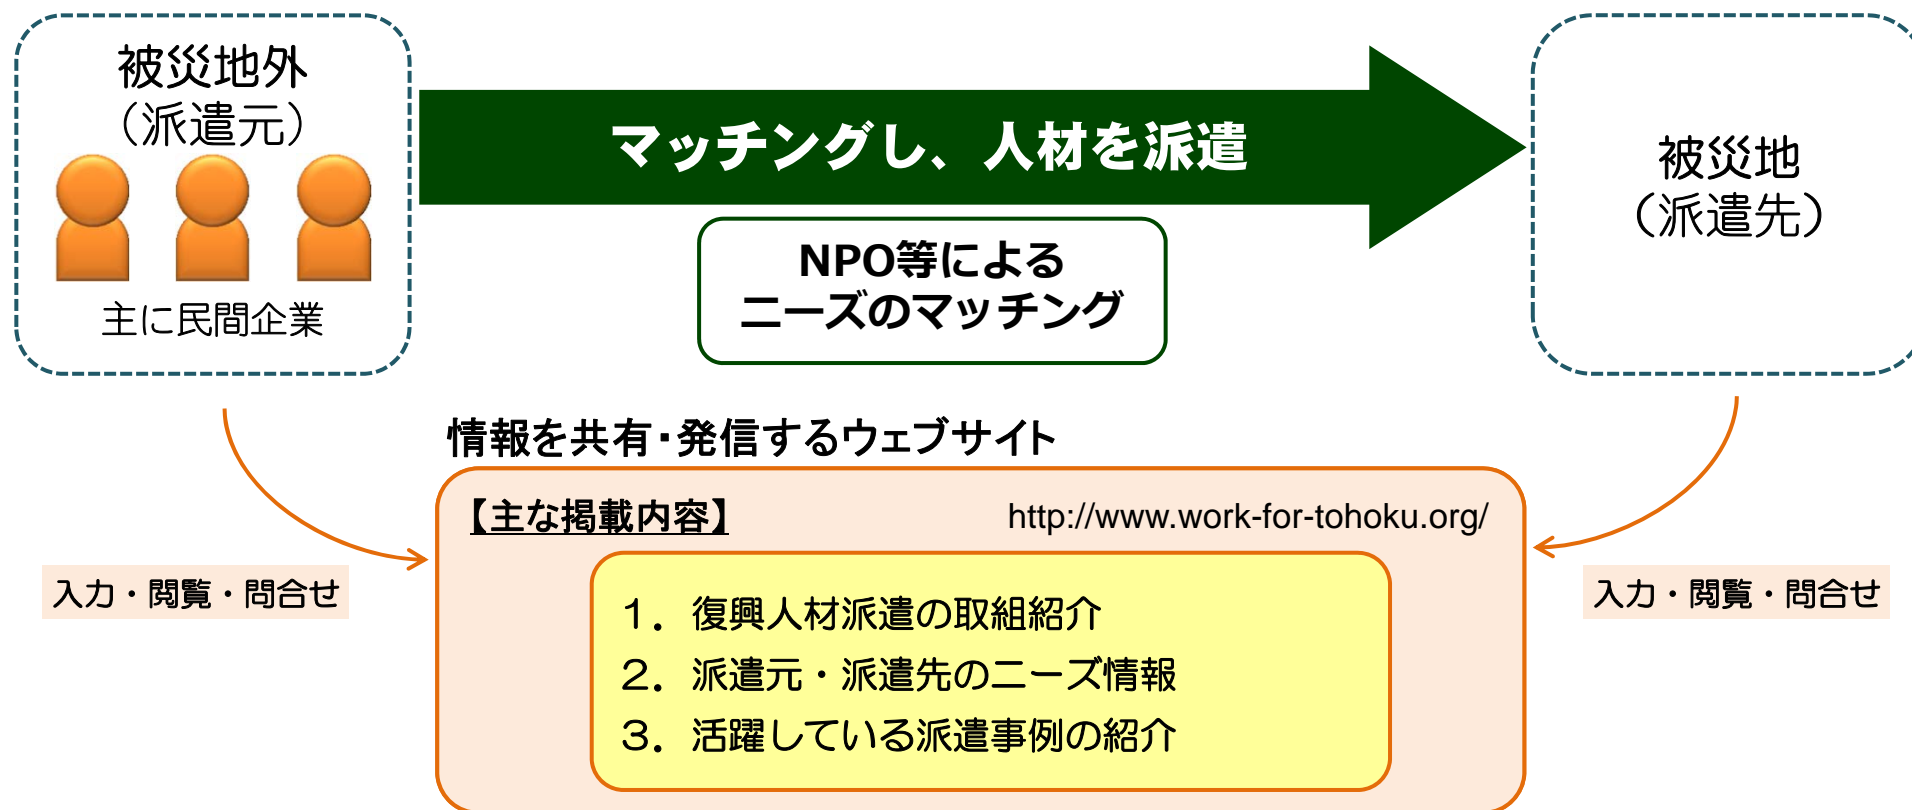 被災地外
（派遣元）
主に民間企業
マッチングし、人材を派遣
NPO等による
ニーズのマッチング
被災地
（派遣先）
情報を共有・発信するウェブサイト
【主な掲載内容】
http://www.work-for-tohoku.org/
入力・閲覧・問合せ
１．復興人材派遣の取組紹介
２．派遣元・派遣先のニーズ情報
３．活躍している派遣事例の紹介
入力・閲覧・問合せ